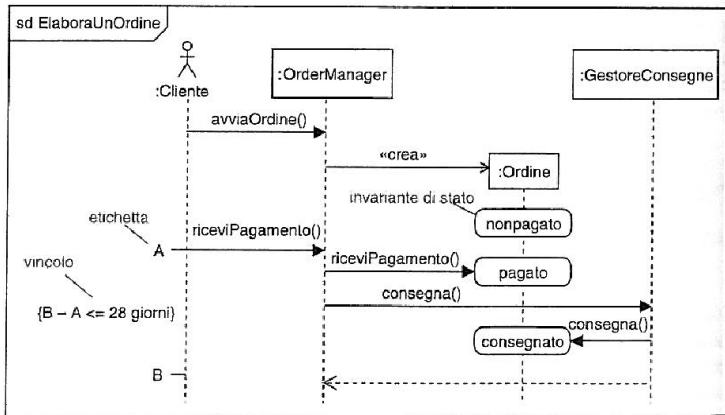 sd ElaboraUnOrdine
:Cliente
:OrderManager
:GestoreConsegne
avviaOrdine()
«crea»
:Ordine
invariante di stato
nonpagato
etichetta
A
riceviPagamento()
riceviPagamento()
pagato
vincolo
consegna()
{B – A <= 28 giorni}
consegna()
consegnato
B